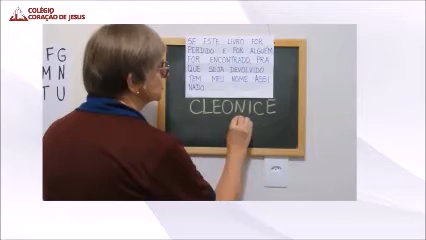 COLÉGIO
CORAÇÃO DE JESUS
F G
M N
T U
SE ESTE LIVRO FOR
PERDIDO E POR ALGUÉM
FOR ENCONTRADO, PRA
QUE SEJA DEVOLVIDO
TEM MEU NOME ASSI
NADO.
CLEONICE